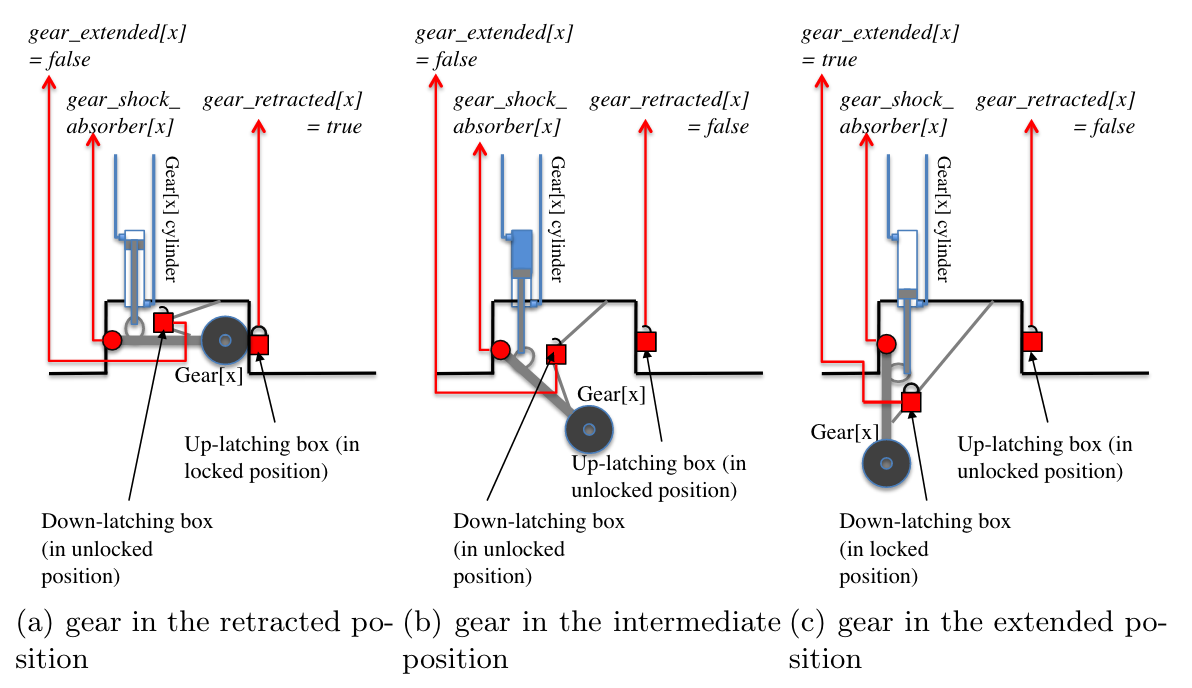 gear_extended[x]
= false
gear_shock_
absorber[x]
gear_retracted[x]
= true
Gear[x] cylinder
Gear[x]
Up-latching box (in
locked position)
Down-latching box
(in unlocked
position)
(a) gear in the retracted po-
sition
gear_extended[x]
= false
gear_shock_
absorber[x]
gear_retracted[x]
= false
Gear[x] cylinder
Gear[x]
Up-latching box (in
unlocked position)
Down-latching box
(in unlocked
position)
(b) gear in the intermediate
position
gear_extended[x]
= true
gear_shock_
absorber[x]
gear_retracted[x]
= false
Gear[x] cylinder
Gear[x]
Up-latching box (in
unlocked position)
Down-latching box
(in locked
position)
(c) gear in the extended po-
sition